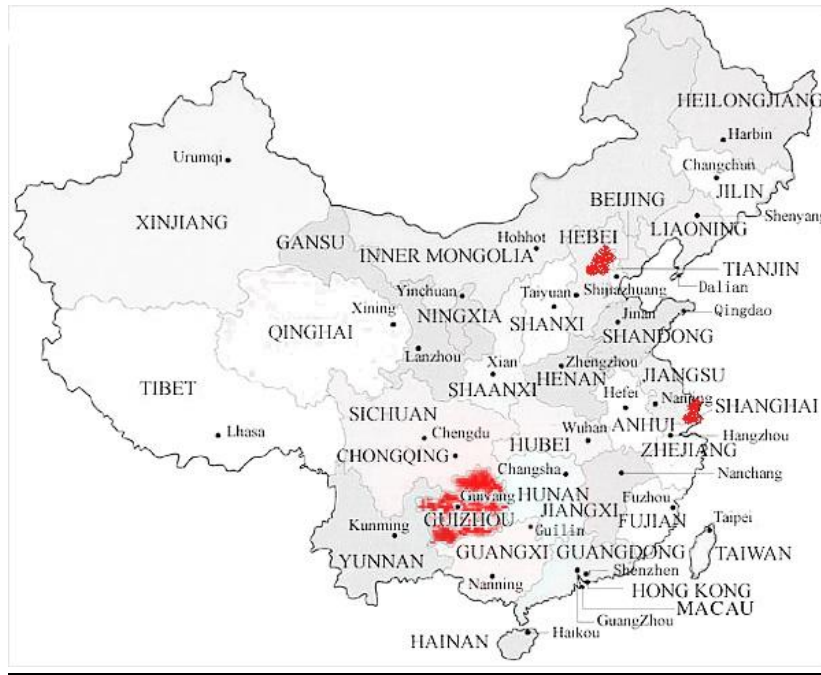 HEILONGJIANG
Harbin
Urumqi
Changchun
JILIN
BEIJING
XINJIANG
LIAONING
Shenyang
GANSU
Hohhot
HEBEI
INNER MONGOLIA
TIANJIN
Dalian
Yinchuan
Taiyuan
Shijiazhuang
Xining
NINGXIA
SHANXI
Jinan
Qingdao
QINGHAI
SHANDONG
Lanzhou
Xian
Zhengzhou
JIANGSU
TIBET
SHAANXI
HENAN
Hefei
Nanjing
SHANGHAI
SICHUAN
ANHUI
Lhasa
Chengdu
Wuhan
HUBEI
Hangzhou
ZHEJIANG
CHONGQING
Changsha
Nanchang
Guiyang
HUNAN
Fuzhou
JIANGXI
GUIZHOU
Guilin
FUJIAN
Taipei
Kunming
YUNNAN
GUANGXI
GUANGDONG
TAIWAN
Shenzhen
Nanning
HONG KONG
MACAU
GuangZhou
HAINAN
Haikou